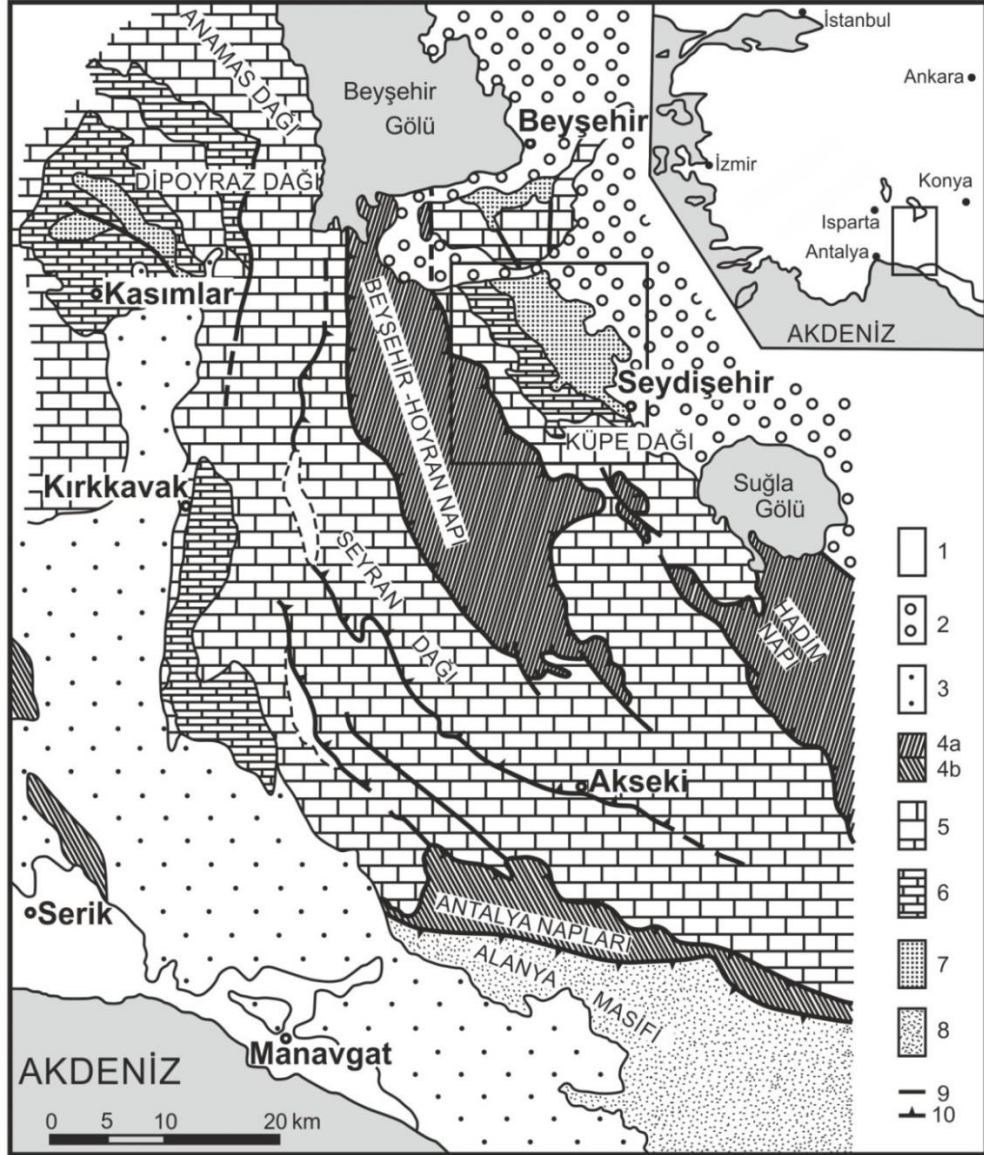 ANAMAS DAĞI
Beyşehir
Gölü
Beyşehir
DİPOYRAZ DAĞI
Kasımlar
BEYŞEHİR -HOYRAN NAPI
Seydişehir
KÜPE DAĞI
Suğla
Gölü
Kırkkavak
SEYRAN
DAĞI
HADİM
NAPI
Akseki
Serik
ANTALYA NAPLARI
ALANYA
MASİFİ
Manavgat
AKDENİZ
0 5 10 20 km
İstanbul
Ankara
İzmir
Konya
Isparta
Antalya
AKDENİZ
1
2
3
4a
4b
5
6
7
8
9
10